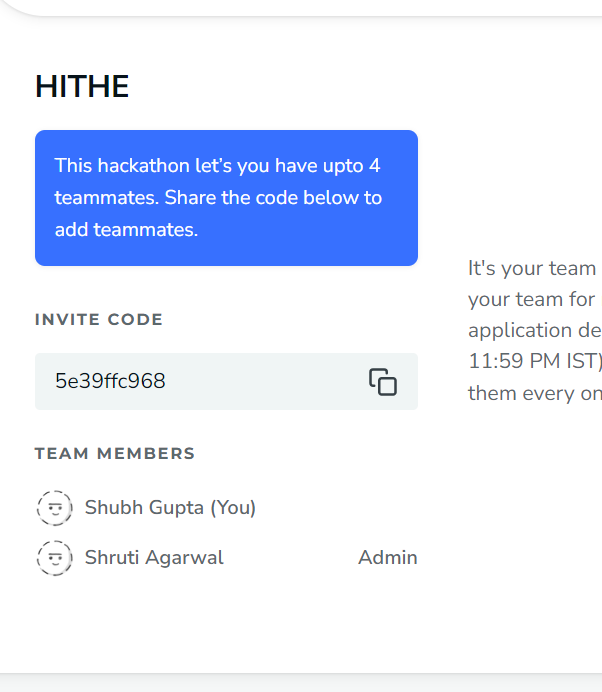 HITHE
This hackathon let's you have upto 4
teammates. Share the code below to
add teammates.
INVITE CODE
5e39ffc968
TEAM MEMBERS
Shubh Gupta (You)
Shruti Agarwal Admin
It's your team
your team for
application de
11:59 PM IST)
them every on